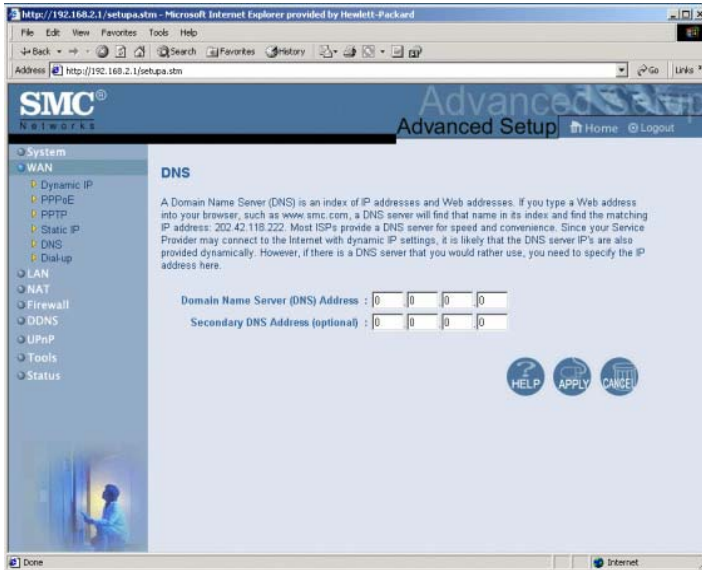 http://192.168.2.1/setupa.stm - Microsoft Internet Explorer provided by Hewlett-Packard
File Edit View Favorites Tools Help
Back Search Favorites History
Address http://192.168.2.1/setupa.stm Go Links
SMC®
Networks
Advanced Setup
Advanced Setup Home Logout
System
WAN
Dynamic IP
PPPoE
PPTP
Static IP
DNS
Dial-up
LAN
NAT
Firewall
DDNS
UPnP
Tools
Status
DNS
A Domain Name Server (DNS) is an index of IP addresses and Web addresses. If you type a Web address
into your browser, such as www.smc.com, a DNS server will find that name in its index and find the matching
IP address: 202.42.118.222. Most ISPs provide a DNS server for speed and convenience. Since your Service
Provider may connect to the Internet with dynamic IP settings, it is likely that the DNS server IP's are also
provided dynamically. However, if there is a DNS server that you would rather use, you need to specify the IP
address here.
Domain Name Server (DNS) Address : 0 .0 .0 .0
Secondary DNS Address (optional) : 0 .0 .0 .0
HELP APPLY CANCEL
Done Internet